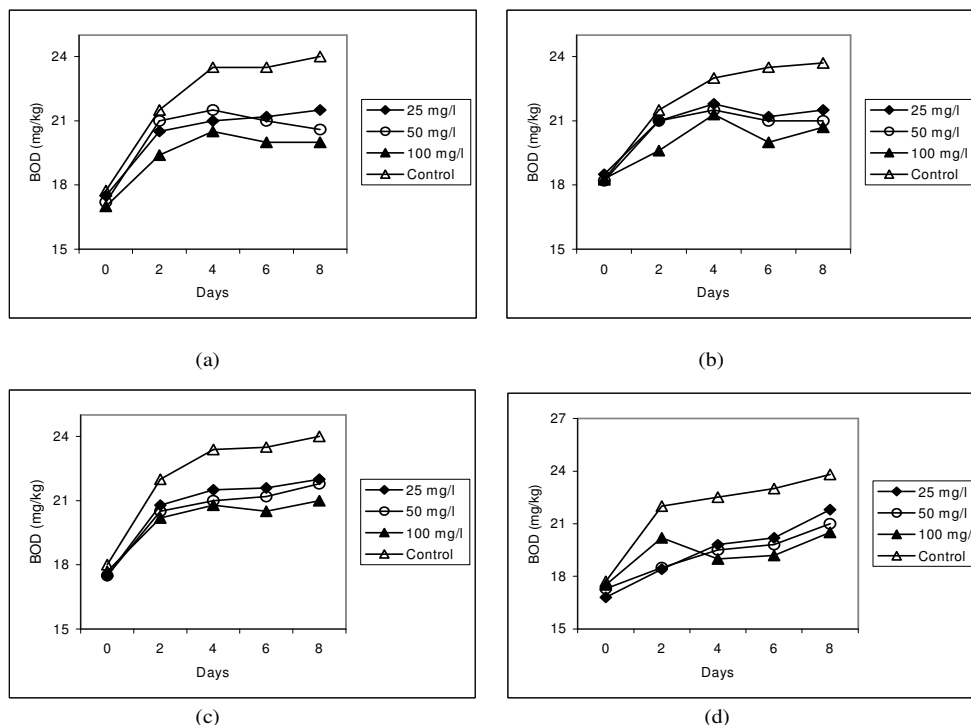 24
21
18
15
BOD (mg/kg)
0 2 4 6 8
Days
25 mg/l
50 mg/l
100 mg/l
Control
(a)
24
21
18
15
BOD (mg/kg)
0 2 4 6 8
Days
25 mg/l
50 mg/l
100 mg/l
Control
(b)
24
21
18
15
BOD (mg/kg)
0 2 4 6 8
Days
25 mg/l
50 mg/l
100 mg/l
Control
(c)
27
24
21
18
15
BOD (mg/kg)
0 2 4 6 8
Days
25 mg/l
50 mg/l
100 mg/l
Control
(d)